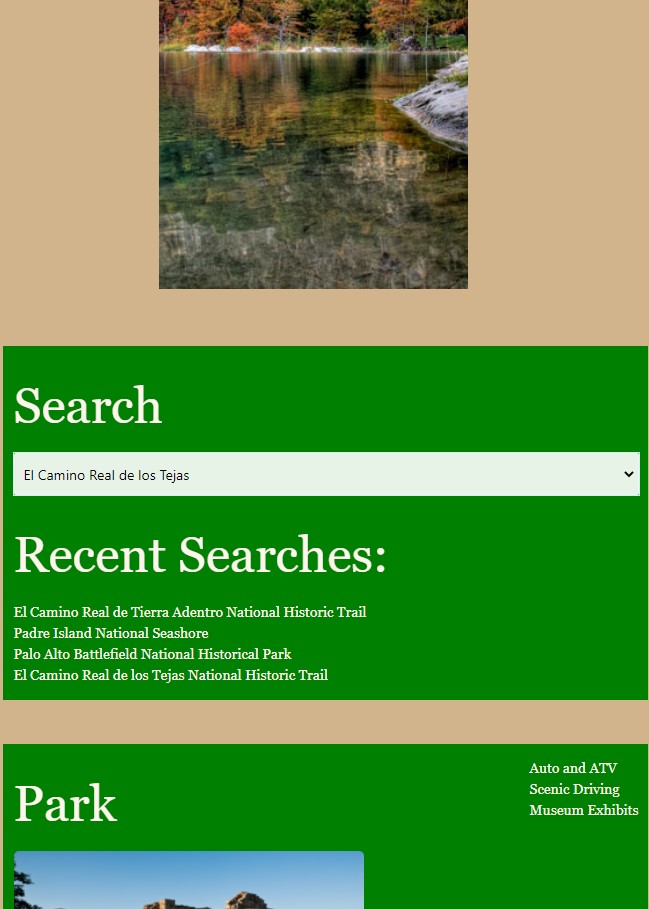 Search
El Camino Real de los Tejas
Recent Searches:
El Camino Real de Tierra Adentro National Historic Trail
Padre Island National Seashore
Palo Alto Battlefield National Historical Park
El Camino Real de los Tejas National Historic Trail
Park
Auto and ATV
Scenic Driving
Museum Exhibits